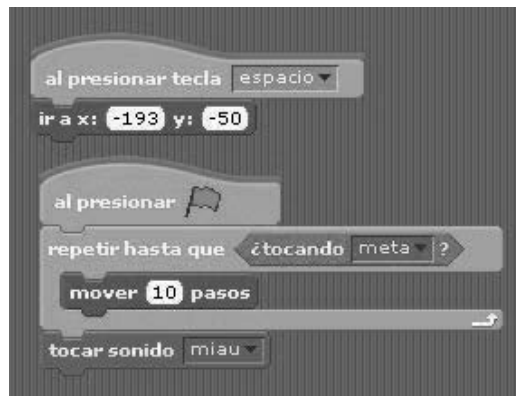 al presionar tecla espacio
ir a x: -193 y: -50
al presionar
repetir hasta que ¿tocando meta ?
mover 10 pasos
tocar sonido miau